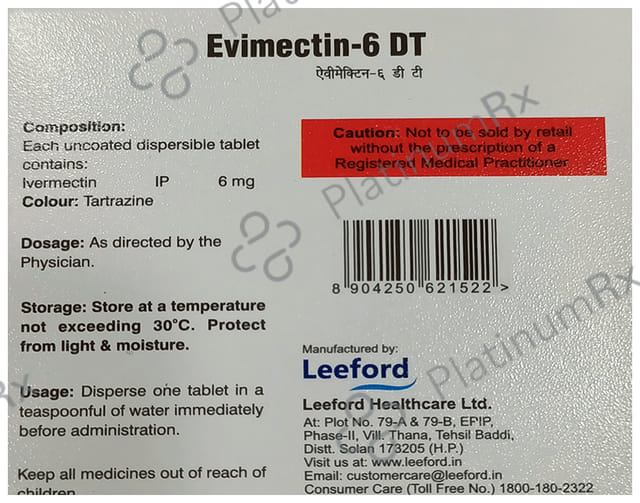 Evimectin-6 DT
ऐवीमेक्टिन-६ डी टी
Composition:
Each uncoated dispersible tablet
contains:
Ivermectin IP 6 mg
Colour: Tartrazine
Dosage: As directed by the
Physician.
Storage: Store at a temperature
not exceeding 30°C. Protect
from light & moisture.
Usage: Disperse one tablet in a
teaspoonful of water immediately
before administration.
Keep all medicines out of reach of
children
Caution: Not to be sold by retail
without the prescription of a
Registered Medical Practitioner
8 904250 621522 >
Manufactured by:
Leeford
Leeford Healthcare Ltd.
At: Plot No. 79-A & 79-B, EPIP,
Phase-II, Vill. Thana, Tehsil Baddi,
Distt. Solan 173205 (H.P.)
Visit us at: www.leeford.in
Email: customercare@leeford.in
Consumer Care (Toll Free No.) 1800-180-2322
PlatinumRx
PlatinumRx
Rx